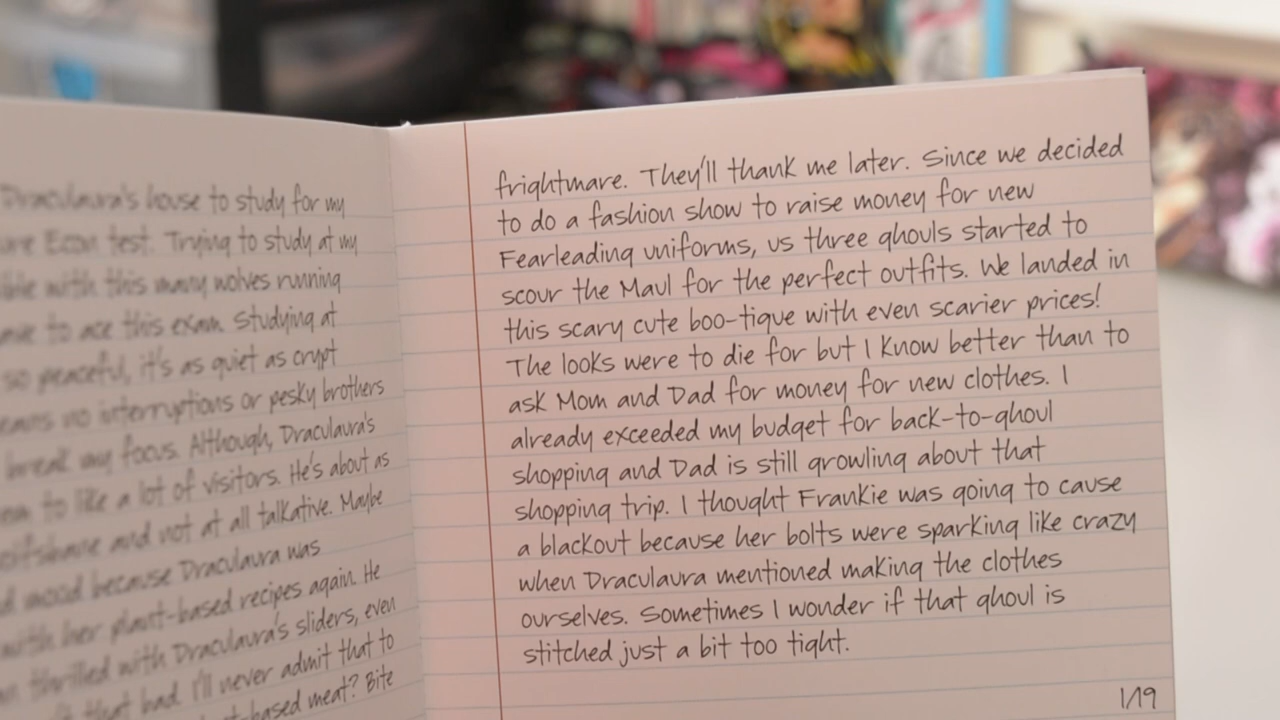 Draculaura's house to study for my
Econ test. Trying to study at my
with this many wolves running
to ace this exam. Studying at
so peaceful, it's as quiet as crypt
no interruptions or pesky brothers
break my focus. Although, Draculaura's
to like a lot of visitors. He's about as
and not at all talkative. Maybe
mood because Draculaura was
with her plant-based recipes again. He
thrilled with Draculaura's sliders, even
that bad. I'll never admit that to
meat? Bite
frightmare. They'll thank me later. Since we decided
to do a fashion show to raise money for new
Fearleading uniforms, us three ghouls started to
scour the Maul for the perfect outfits. We landed in
this scary cute boo-tique with even scarier prices!
The looks were to die for but I know better than to
ask Mom and Dad for money for new clothes. I
already exceeded my budget for back-to-ghoul
shopping and Dad is still growling about that
shopping trip. I thought Frankie was going to cause
a blackout because her bolts were sparking like crazy
when Draculaura mentioned making the clothes
ourselves. Sometimes I wonder if that ghoul is
stitched just a bit too tight.
1/19